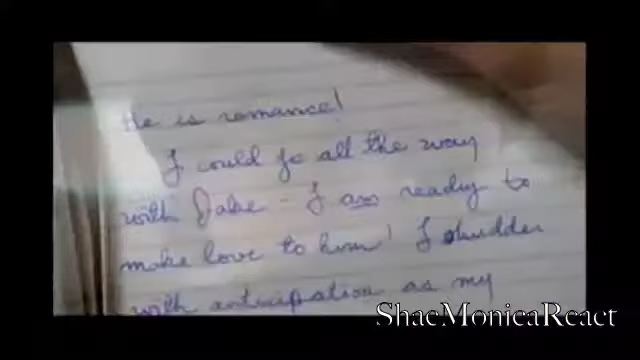 He is romance!
I could go all the way
with Jake - I am ready to
make love to him! I shudder
with anticipation as my
ShaeMonicaReact